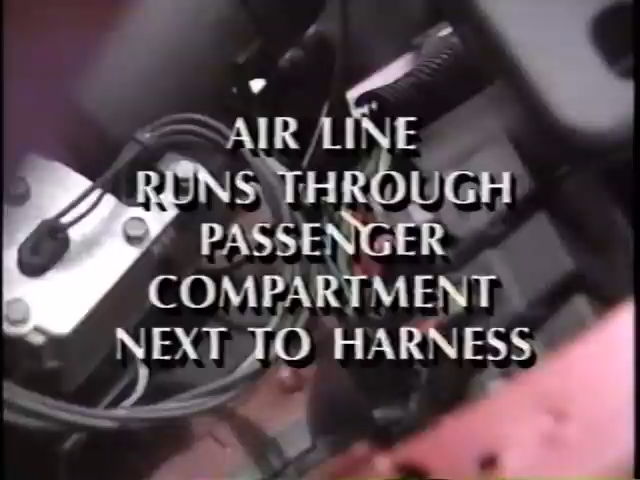 AIR LINE
RUNS THROUGH
PASSENGER
COMPARTMENT
NEXT TO HARNESS